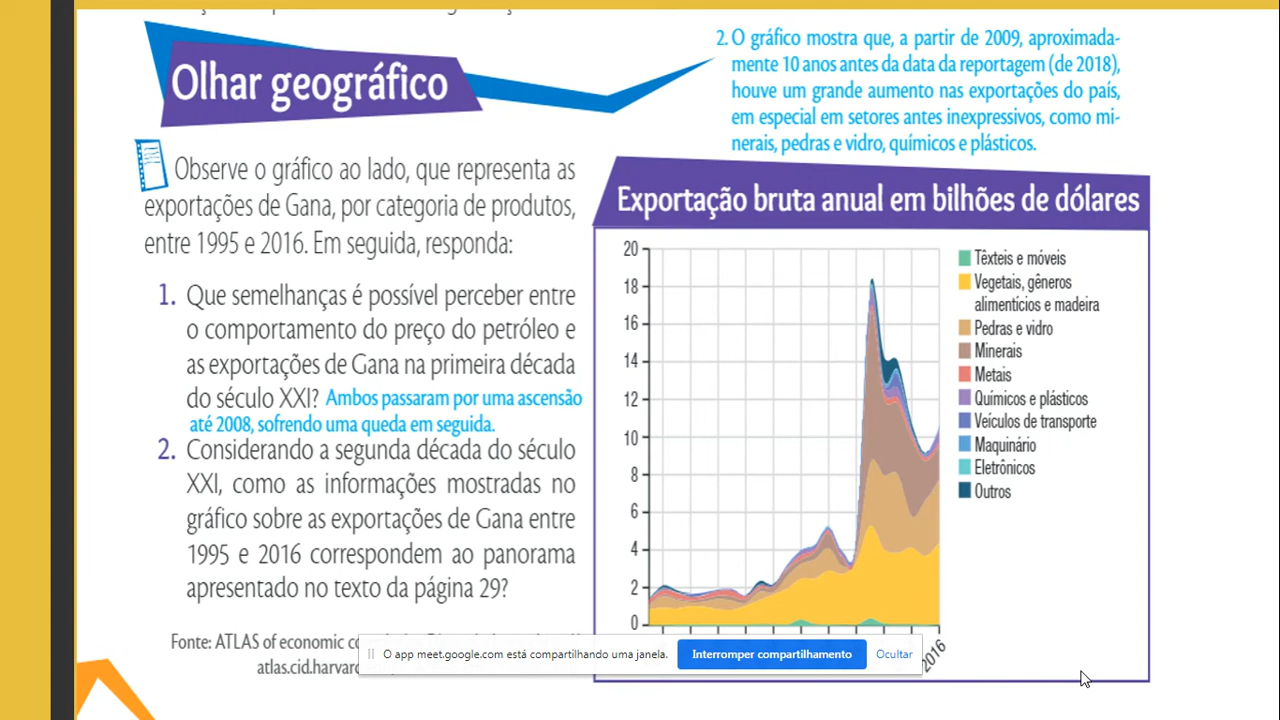 Olhar geográfico
2. O gráfico mostra que, a partir de 2009, aproximada-
mente 10 anos antes da data da reportagem (de 2018),
houve um grande aumento nas exportações do país,
em especial em setores antes inexpressivos, como mi-
nerais, pedras e vidro, químicos e plásticos.
Observe o gráfico ao lado, que representa as
exportações de Gana, por categoria de produtos,
entre 1995 e 2016. Em seguida, responda:
1. Que semelhanças é possível perceber entre
o comportamento do preço do petróleo e
as exportações de Gana na primeira década
do século XXI? Ambos passaram por uma ascensão
até 2008, sofrendo uma queda em seguida.
2. Considerando a segunda década do século
XXI, como as informações mostradas no
gráfico sobre as exportações de Gana entre
1995 e 2016 correspondem ao panorama
apresentado no texto da página 29?
Fonte: ATLAS of economic
atlas.cid.harvar
Exportação bruta anual em bilhões de dólares
20
18
16
14
12
10
8
6
4
2
0
2016
Têxteis e móveis
Vegetais, gêneros
alimentícios e madeira
Pedras e vidro
Minerais
Metais
Químicos e plásticos
Veículos de transporte
Maquinário
Eletrônicos
Outros
O app meet.google.com está compartilhando uma janela.
Interromper compartilhamento
Ocultar